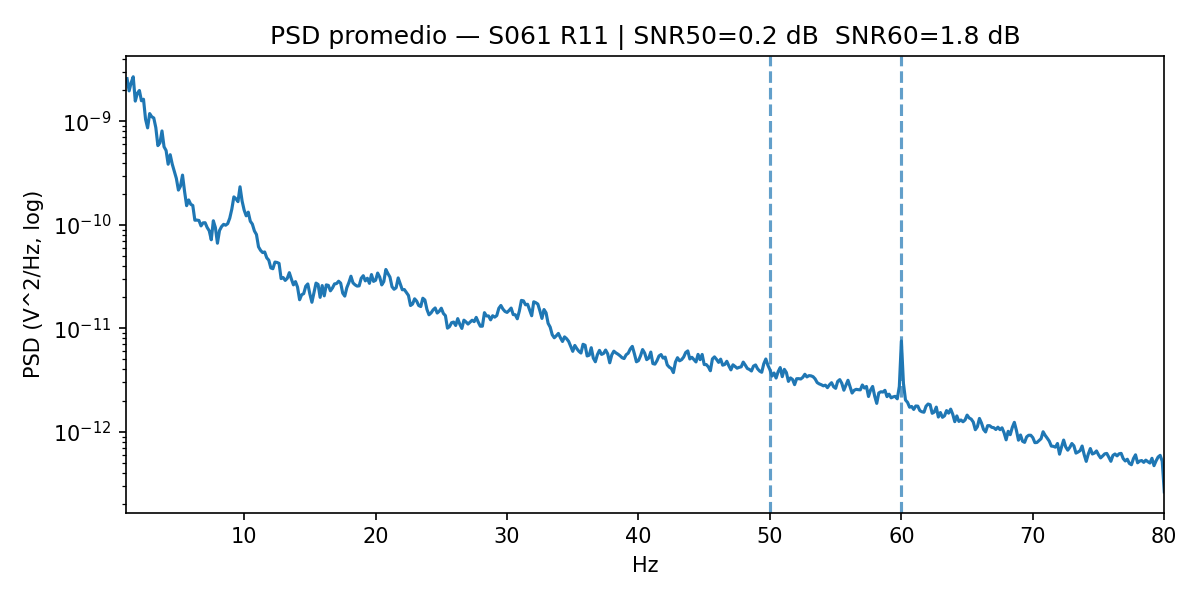 PSD promedio — S061 R11 | SNR50=0.2 dB  SNR60=1.8 dB
PSD (V^2/Hz, log)
10⁻⁹
10⁻¹⁰
10⁻¹¹
10⁻¹²
10 20 30 40 50 60 70 80
Hz